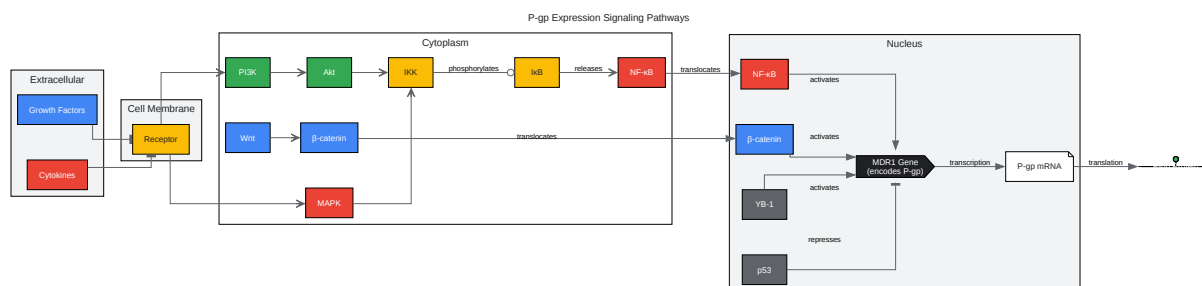 P-gp Expression Signaling Pathways
Extracellular
Growth Factors
Cytokines
Cell Membrane
Receptor
Cytoplasm
PI3K
Akt
IKK
phosphorylates
IκB
releases
NF-κB
translocates
Wnt
β-catenin
translocates
MAPK
Nucleus
NF-κB
activates
β-catenin
activates
MDR1 Gene
(encodes P-gp)
transcription
P-gp mRNA
translation
YB-1
activates
represses
p53